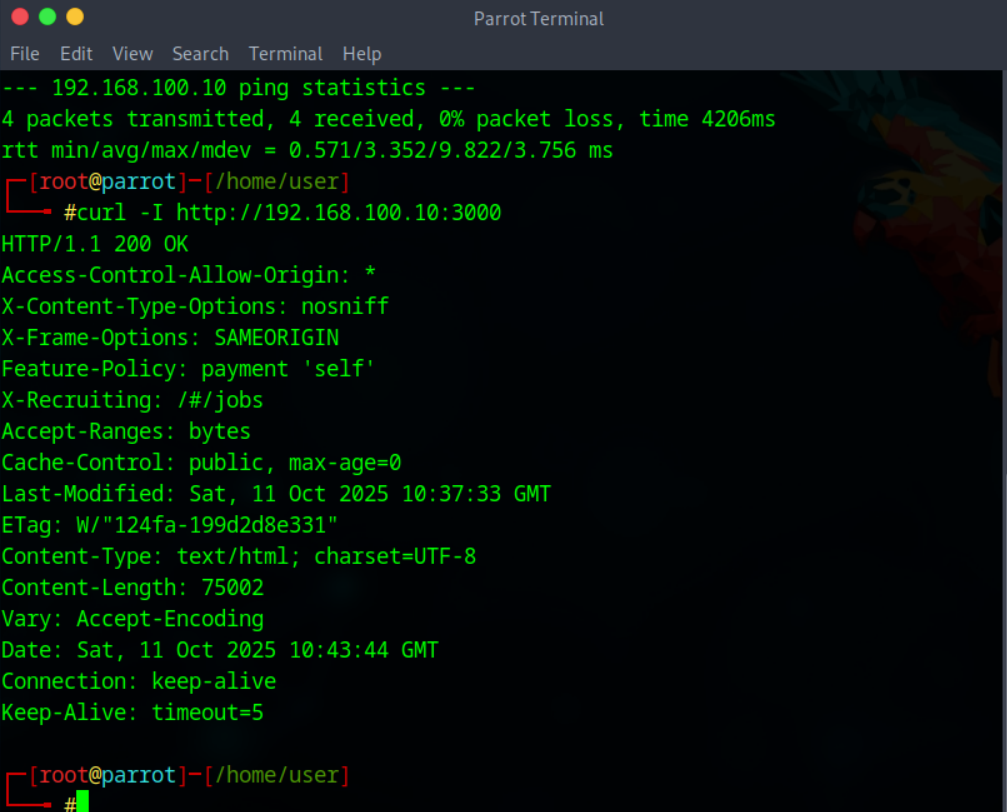 Parrot Terminal
File Edit View Search Terminal Help
--- 192.168.100.10 ping statistics ---
4 packets transmitted, 4 received, 0% packet loss, time 4206ms
rtt min/avg/max/mdev = 0.571/3.352/9.822/3.756 ms
┌─[root@parrot]─[/home/user]
└──╼ #curl -I http://192.168.100.10:3000
HTTP/1.1 200 OK
Access-Control-Allow-Origin: *
X-Content-Type-Options: nosniff
X-Frame-Options: SAMEORIGIN
Feature-Policy: payment 'self'
X-Recruiting: /#/jobs
Accept-Ranges: bytes
Cache-Control: public, max-age=0
Last-Modified: Sat, 11 Oct 2025 10:37:33 GMT
ETag: W/"124fa-199d2d8e331"
Content-Type: text/html; charset=UTF-8
Content-Length: 75002
Vary: Accept-Encoding
Date: Sat, 11 Oct 2025 10:43:44 GMT
Connection: keep-alive
Keep-Alive: timeout=5
┌─[root@parrot]─[/home/user]
└──╼ #